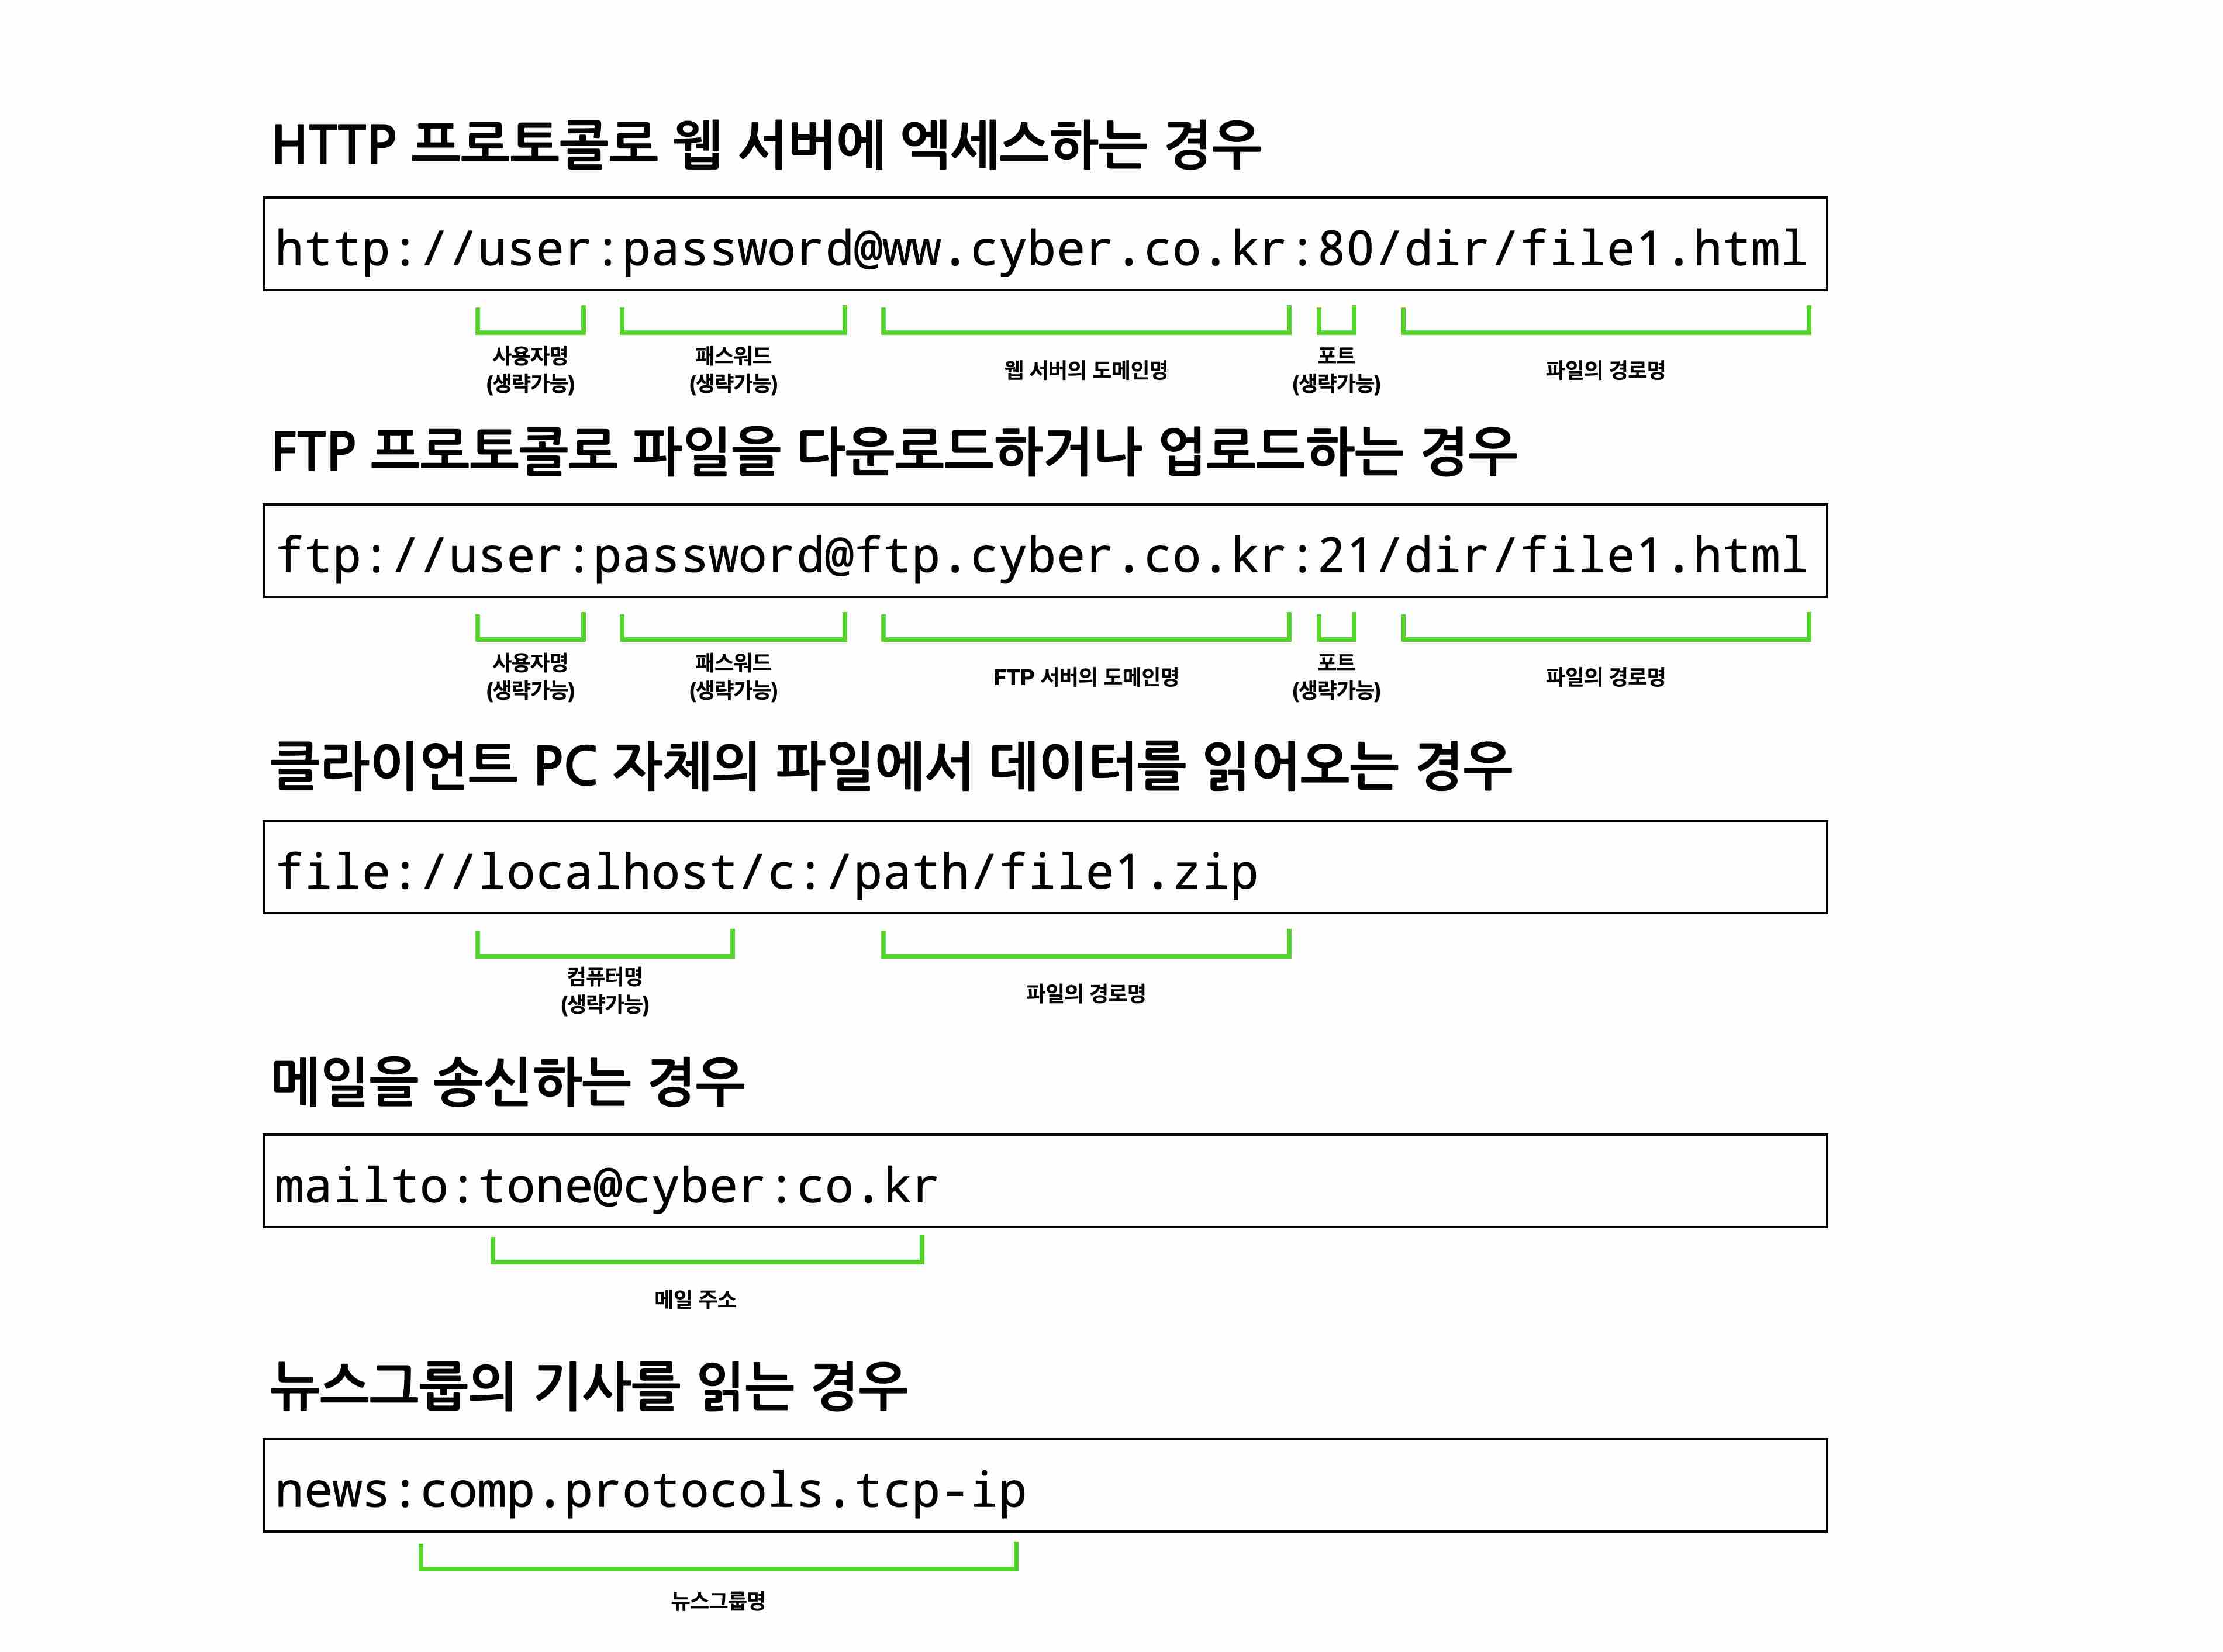 HTTP 프로토콜로 웹 서버에 엑세스하는 경우
http://user:password@ww.cyber.co.kr:80/dir/file1.html
사용자명 패스워드 웹 서버의 도메인명 포트 파일의 경로명
(생략가능) (생략가능) (생략가능)
FTP 프로토콜로 파일을 다운로드하거나 업로드하는 경우
ftp://user:password@ftp.cyber.co.kr:21/dir/file1.html
사용자명 패스워드 FTP 서버의 도메인명 포트 파일의 경로명
(생략가능) (생략가능) (생략가능)
클라이언트 PC 자체의 파일에서 데이터를 읽어오는 경우
file://localhost/c:/path/file1.zip
컴퓨터명 파일의 경로명
(생략가능)
메일을 송신하는 경우
mailto:tone@cyber:co.kr
메일 주소
뉴스그룹의 기사를 읽는 경우
news:comp.protocols.tcp-ip
뉴스그룹명